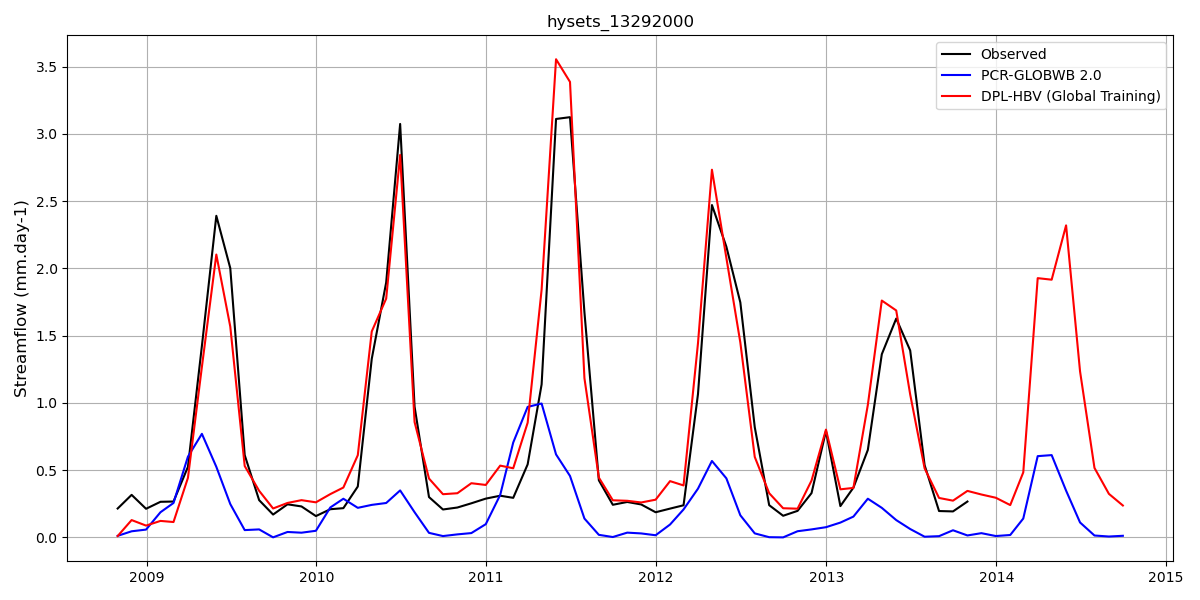 hysets_13292000
Observed
PCR-GLOBWB 2.0
DPL-HBV (Global Training)
Streamflow (mm.day-1)
3.5
3.0
2.5
2.0
1.5
1.0
0.5
0.0
2009 2010 2011 2012 2013 2014 2015